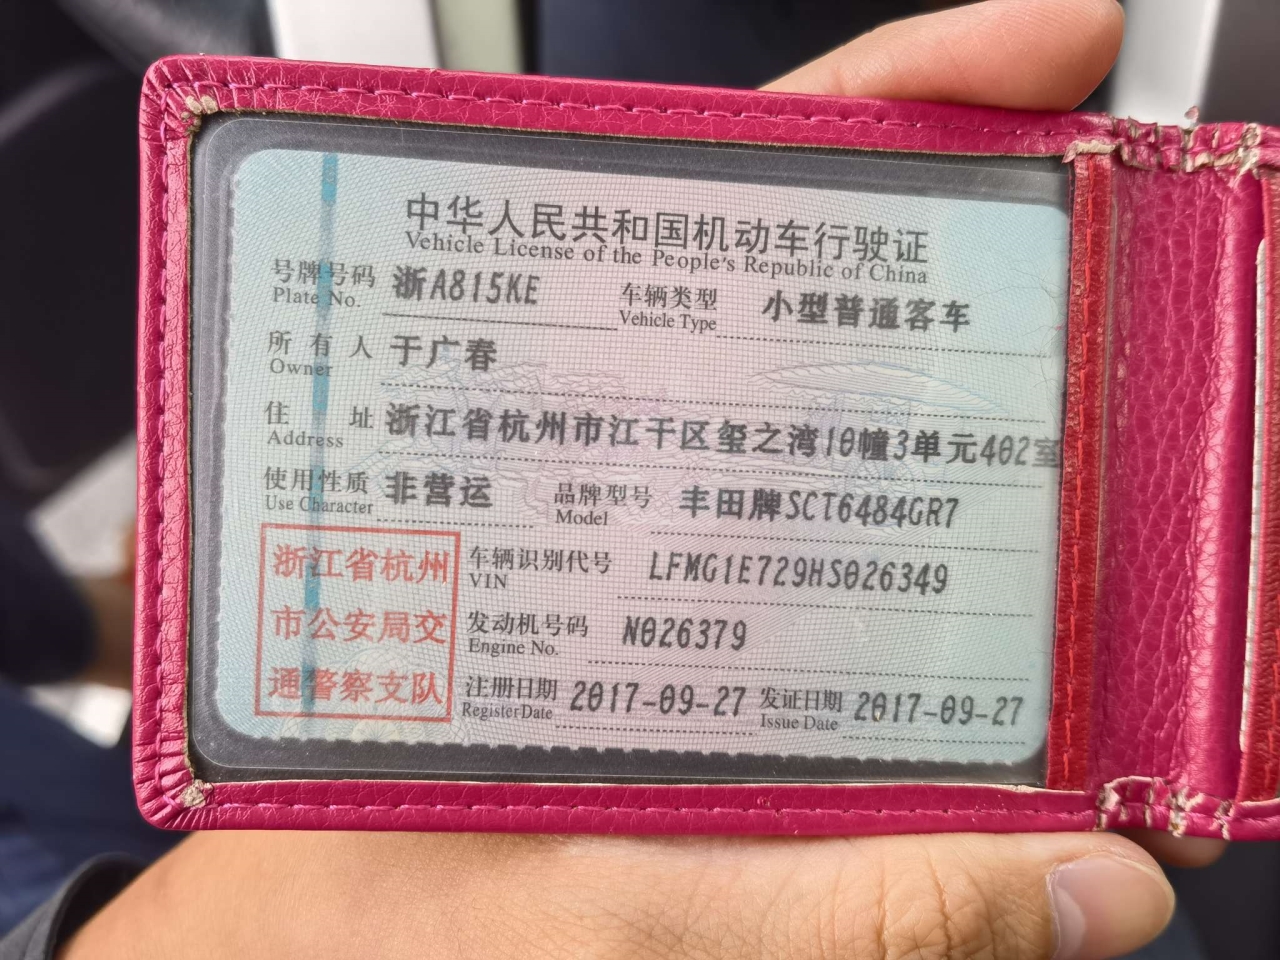 中华人民共和国机动车行驶证
Vehicle License of the People's Republic of China
号牌号码 浙A815KE 车辆类型 小型普通客车
Plate No. Vehicle Type
所有人 于广春
Owner
住址 浙江省杭州市江干区玺之湾10幢3单元402室
Address
使用性质 非营运 品牌型号 丰田牌SCT6484GR7
Use Character Model
浙江省杭州
市公安局交
通警察支队
车辆识别代号 LFMG1E729HS026349
VIN
发动机号码 N026379
Engine No.
注册日期 2017-09-27 发证日期 2017-09-27
Register Date Issue Date